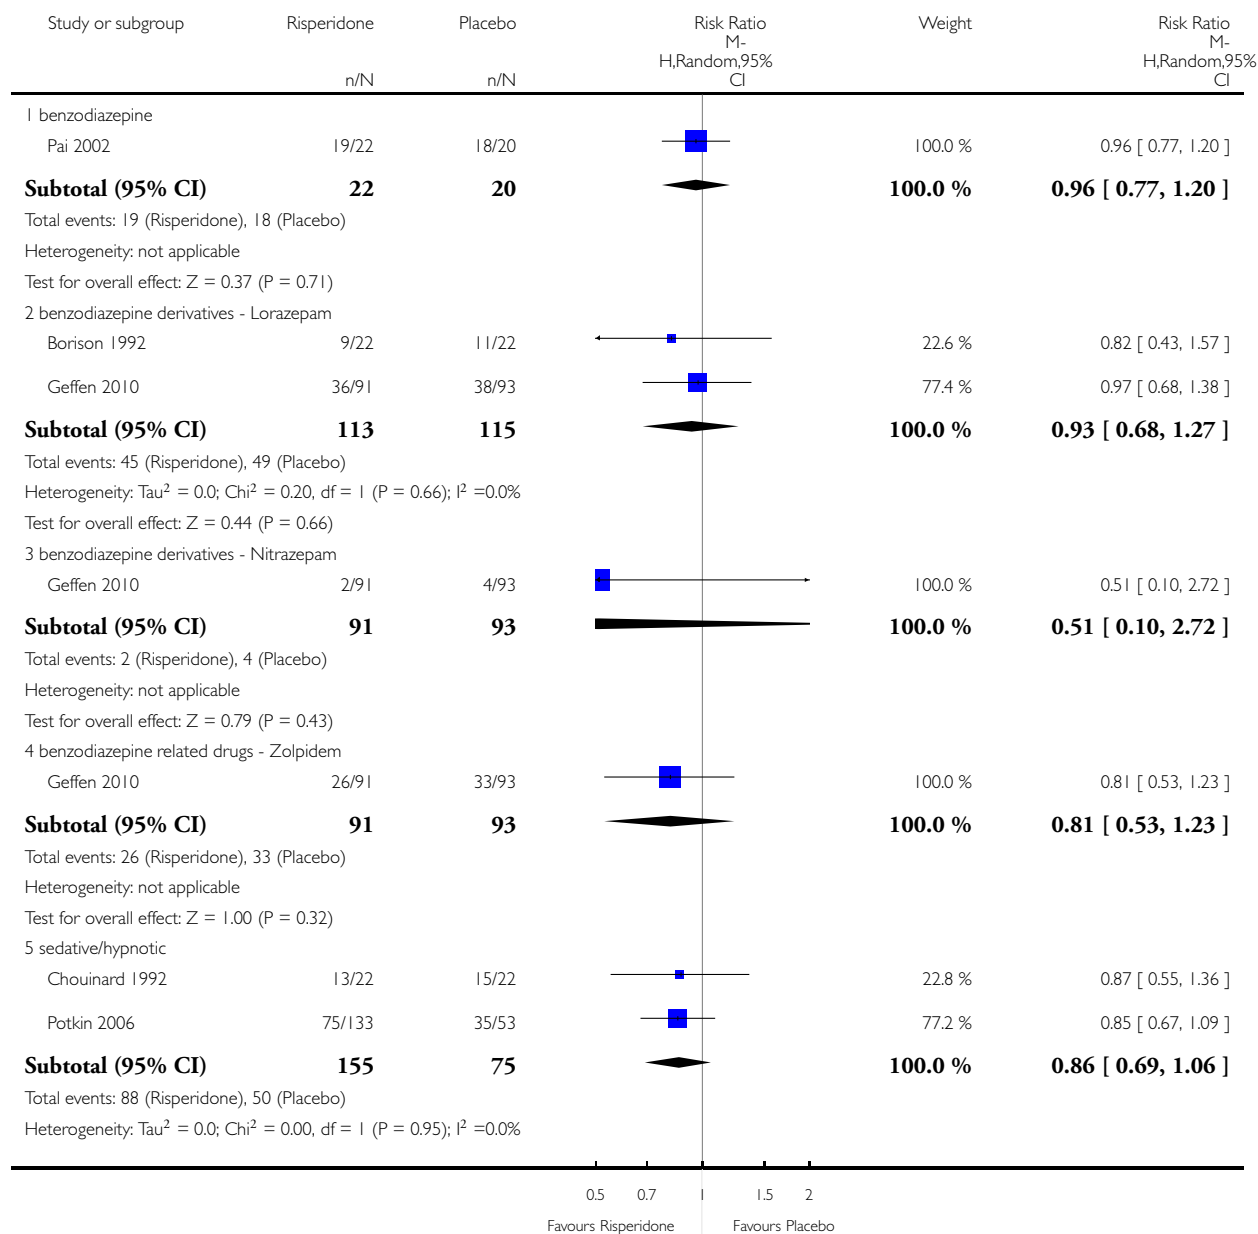 Study or subgroup Risperidone Placebo Risk Ratio Weight Risk Ratio
M- M-
H,Random,95% H,Random,95%
n/N n/N CI CI
1 benzodiazepine
Pai 2002 19/22 18/20 100.0 % 0.96 [ 0.77, 1.20 ]
Subtotal (95% CI) 22 20 100.0 % 0.96 [ 0.77, 1.20 ]
Total events: 19 (Risperidone), 18 (Placebo)
Heterogeneity: not applicable
Test for overall effect: Z = 0.37 (P = 0.71)
2 benzodiazepine derivatives - Lorazepam
Borison 1992 9/22 11/22 22.6 % 0.82 [ 0.43, 1.57 ]
Geffen 2010 36/91 38/93 77.4 % 0.97 [ 0.68, 1.38 ]
Subtotal (95% CI) 113 115 100.0 % 0.93 [ 0.68, 1.27 ]
Total events: 45 (Risperidone), 49 (Placebo)
Heterogeneity: Tau² = 0.0; Chi² = 0.20, df = 1 (P = 0.66); I² =0.0%
Test for overall effect: Z = 0.44 (P = 0.66)
3 benzodiazepine derivatives - Nitrazepam
Geffen 2010 2/91 4/93 100.0 % 0.51 [ 0.10, 2.72 ]
Subtotal (95% CI) 91 93 100.0 % 0.51 [ 0.10, 2.72 ]
Total events: 2 (Risperidone), 4 (Placebo)
Heterogeneity: not applicable
Test for overall effect: Z = 0.79 (P = 0.43)
4 benzodiazepine related drugs - Zolpidem
Geffen 2010 26/91 33/93 100.0 % 0.81 [ 0.53, 1.23 ]
Subtotal (95% CI) 91 93 100.0 % 0.81 [ 0.53, 1.23 ]
Total events: 26 (Risperidone), 33 (Placebo)
Heterogeneity: not applicable
Test for overall effect: Z = 1.00 (P = 0.32)
5 sedative/hypnotic
Chouinard 1992 13/22 15/22 22.8 % 0.87 [ 0.55, 1.36 ]
Potkin 2006 75/133 35/53 77.2 % 0.85 [ 0.67, 1.09 ]
Subtotal (95% CI) 155 75 100.0 % 0.86 [ 0.69, 1.06 ]
Total events: 88 (Risperidone), 50 (Placebo)
Heterogeneity: Tau² = 0.0; Chi² = 0.00, df = 1 (P = 0.95); I² =0.0%
0.5 0.7 1 1.5 2
Favours Risperidone Favours Placebo